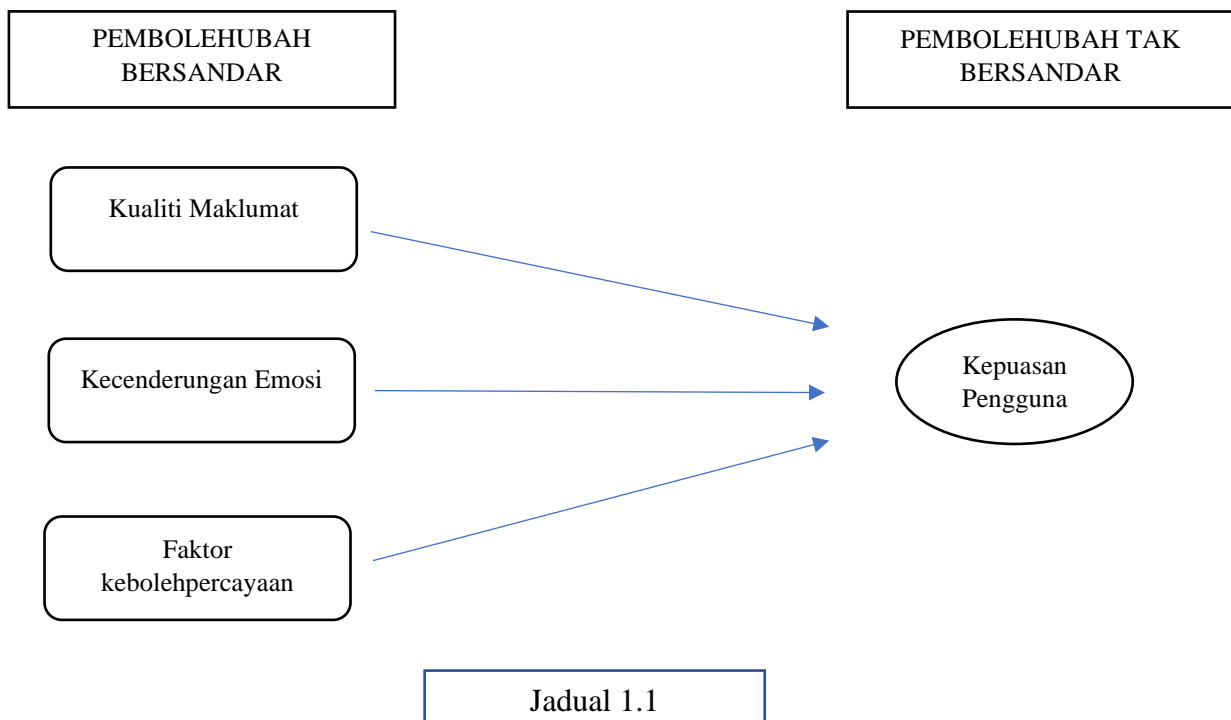 PEMBOLEHUBAH
BERSANDAR
PEMBOLEHUBAH TAK
BERSANDAR
Kualiti Maklumat
Kecenderungan Emosi
Kepuasan
Pengguna
Faktor
kebolehpercayaan
Jadual 1.1